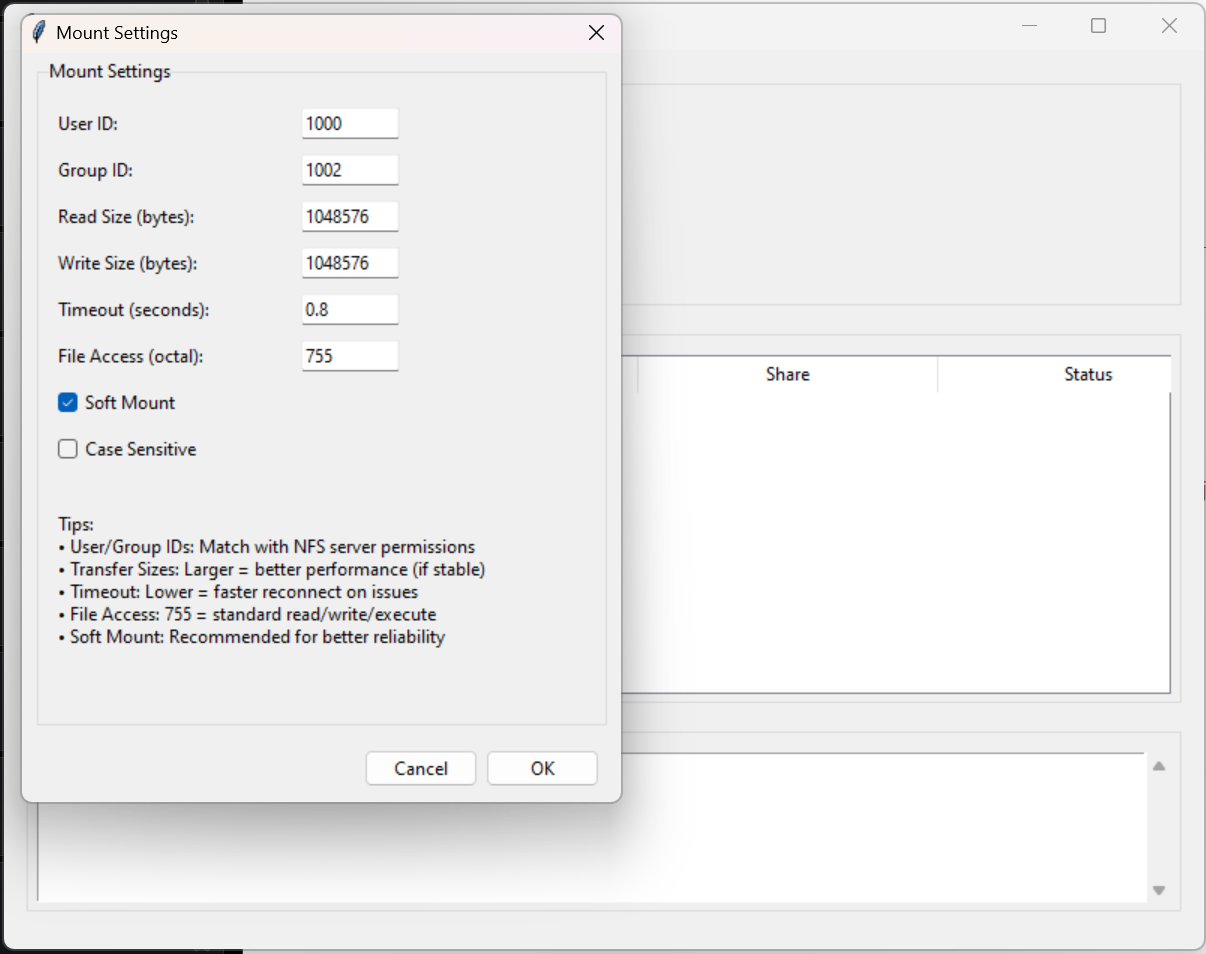 Mount Settings
Mount Settings
User ID: 1000
Group ID: 1002
Read Size (bytes): 1048576
Write Size (bytes): 1048576
Timeout (seconds): 0.8
File Access (octal): 755
Soft Mount
Case Sensitive
Tips:
• User/Group IDs: Match with NFS server permissions
• Transfer Sizes: Larger = better performance (if stable)
• Timeout: Lower = faster reconnect on issues
• File Access: 755 = standard read/write/execute
• Soft Mount: Recommended for better reliability
Cancel OK
Share Status